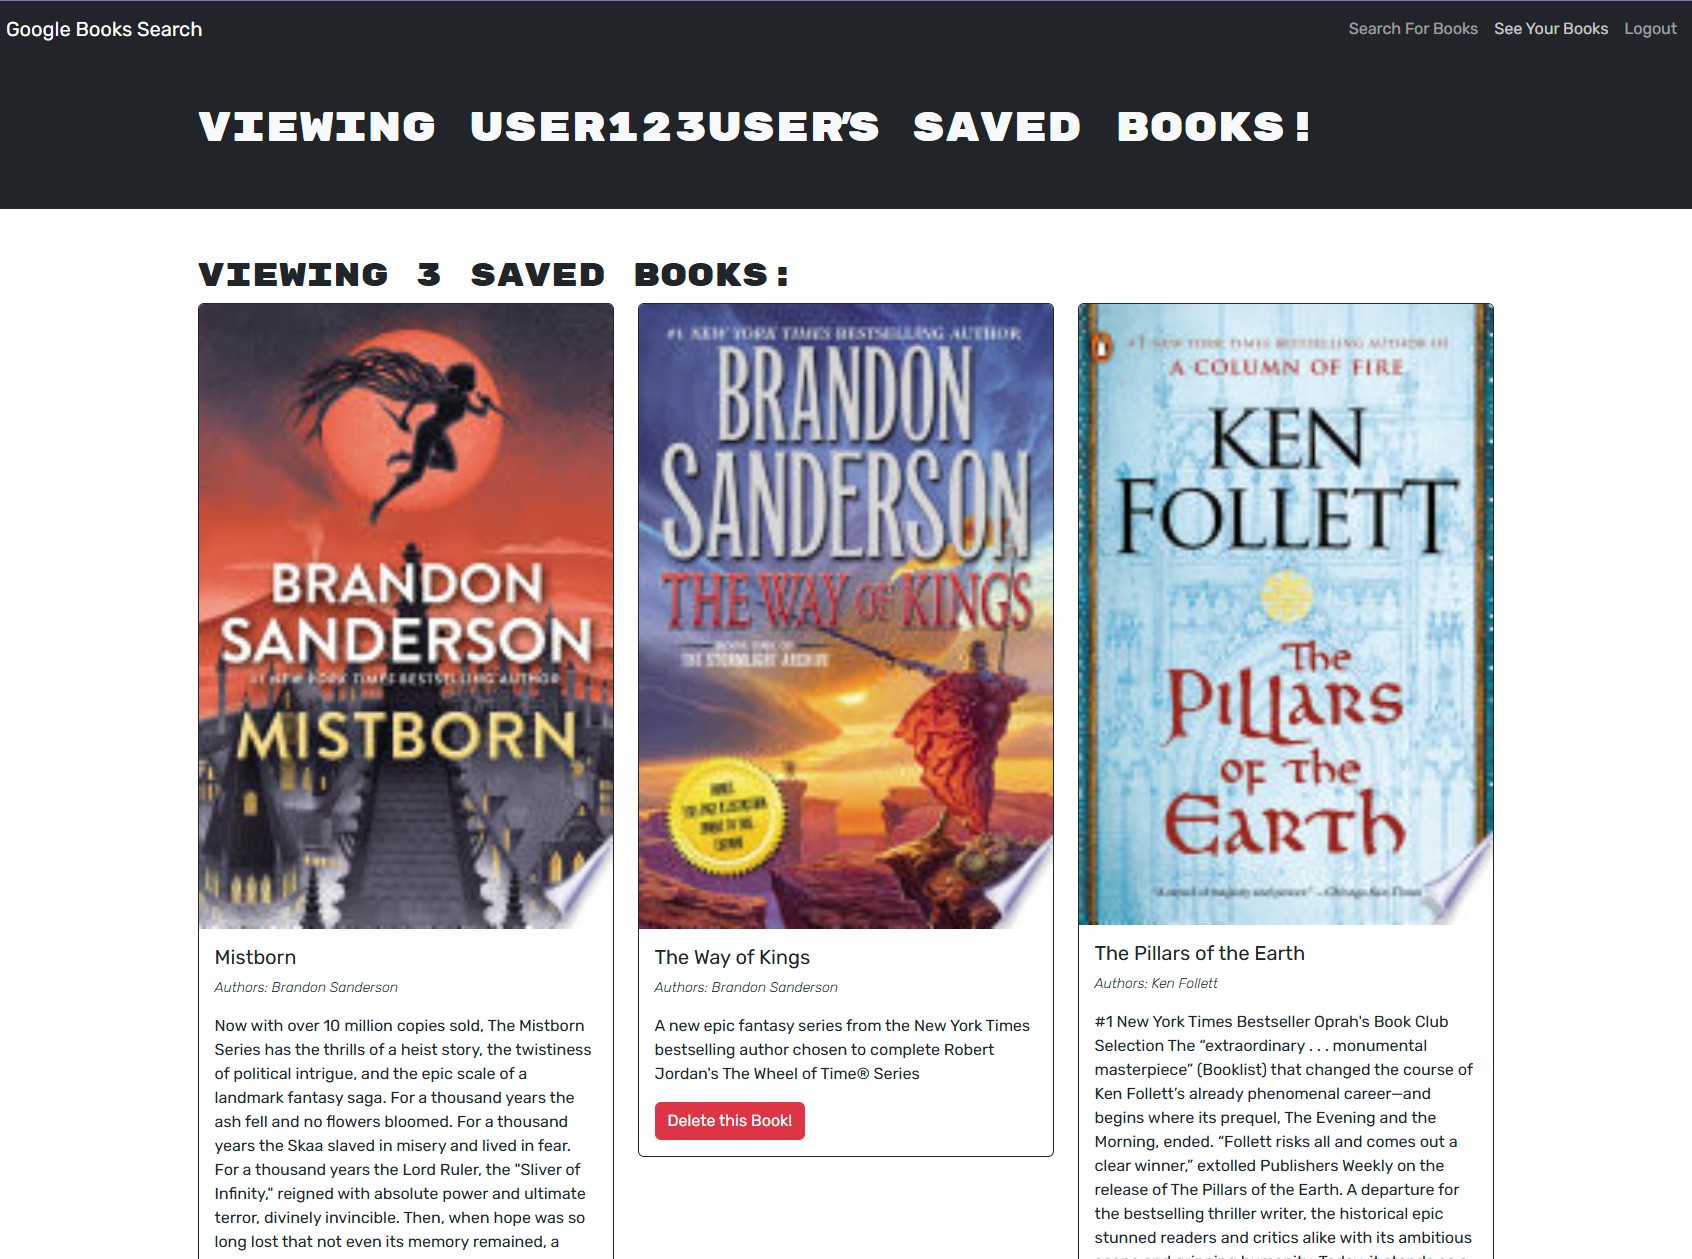 Google Books Search
Search For Books See Your Books Logout
VIEWING USER123USER'S SAVED BOOKS!
VIEWING 3 SAVED BOOKS:
BRANDON
SANDERSON
#1 NEW YORK TIMES BESTSELLING AUTHOR
MISTBORN
Mistborn
Authors: Brandon Sanderson
Now with over 10 million copies sold, The Mistborn
Series has the thrills of a heist story, the twistiness
of political intrigue, and the epic scale of a
landmark fantasy saga. For a thousand years the
ash fell and no flowers bloomed. For a thousand
years the Skaa slaved in misery and lived in fear.
For a thousand years the Lord Ruler, the "Sliver of
Infinity," reigned with absolute power and ultimate
terror, divinely invincible. Then, when hope was so
long lost that not even its memory remained, a
#1 NEW YORK TIMES BESTSELLING AUTHOR
BRANDON
SANDERSON
THE WAY OF KINGS
BOOK ONE OF
THE STORMLIGHT ARCHIVE
The Way of Kings
Authors: Brandon Sanderson
A new epic fantasy series from the New York Times
bestselling author chosen to complete Robert
Jordan's The Wheel of Time® Series
Delete this Book!
#1 NEW YORK TIMES BESTSELLING AUTHOR OF
A COLUMN OF FIRE
KEN
FOLLETT
The
Pillars
of the
Earth
The Pillars of the Earth
Authors: Ken Follett
#1 New York Times Bestseller Oprah's Book Club
Selection The “extraordinary . . . monumental
masterpiece” (Booklist) that changed the course of
Ken Follett’s already phenomenal career—and
begins where its prequel, The Evening and the
Morning, ended. “Follett risks all and comes out a
clear winner,” extolled Publishers Weekly on the
release of The Pillars of the Earth. A departure for
the bestselling thriller writer, the historical epic
stunned readers and critics alike with its ambitious